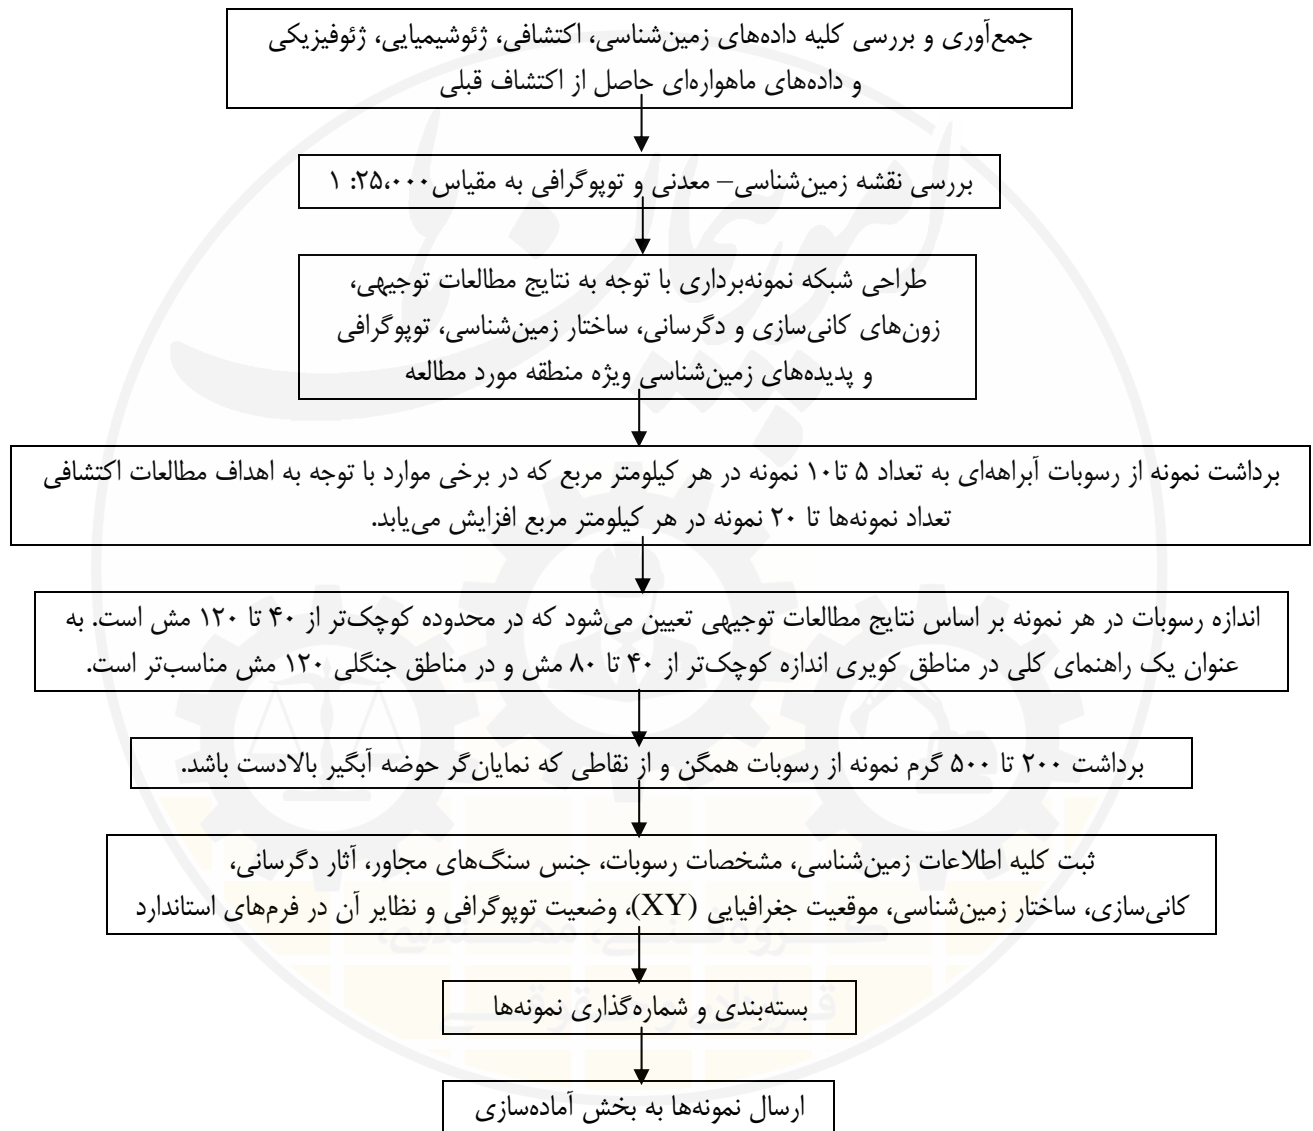 جمع‌آوری و بررسی کلیه داده‌های زمین‌شناسی، اکتشافی، ژئوشیمیایی، ژئوفیزیکی
و داده‌های ماهواره‌ای حاصل از اکتشاف قبلی
بررسی نقشه زمین‌شناسی– معدنی و توپوگرافی به مقیاس۲۵،۰۰۰: ۱
طراحی شبکه نمونه‌برداری با توجه به نتایج مطالعات توجیهی،
زون‌های کانی‌سازی و دگرسانی، ساختار زمین‌شناسی، توپوگرافی
و پدیده‌های زمین‌شناسی ویژه منطقه مورد مطالعه
برداشت نمونه از رسوبات آبراهه‌ای به تعداد ۵ تا۱۰ نمونه در هر کیلومتر مربع که در برخی موارد با توجه به اهداف مطالعات اکتشافی
تعداد نمونه‌ها تا ۲۰ نمونه در هر کیلومتر مربع افزایش می‌یابد.
اندازه رسوبات در هر نمونه بر اساس نتایج مطالعات توجیهی تعیین می‌شود که در محدوده کوچک‌تر از ۴۰ تا ۱۲۰ مش است. به
عنوان یک راهنمای کلی در مناطق کویری اندازه کوچک‌تر از ۴۰ تا ۸۰ مش و در مناطق جنگلی ۱۲۰ مش مناسب‌تر است.
برداشت ۲۰۰ تا ۵۰۰ گرم نمونه از رسوبات همگن و از نقاطی که نمایان‌گر حوضه آبگیر بالادست باشد.
ثبت کلیه اطلاعات زمین‌شناسی، مشخصات رسوبات، جنس سنگ‌های مجاور، آثار دگرسانی،
کانی‌سازی، ساختار زمین‌شناسی، موقعیت جغرافیایی (XY)، وضعیت توپوگرافی و نظایر آن در فرم‌های استاندارد
بسته‌بندی و شماره‌گذاری نمونه‌ها
ارسال نمونه‌ها به بخش آماده‌سازی